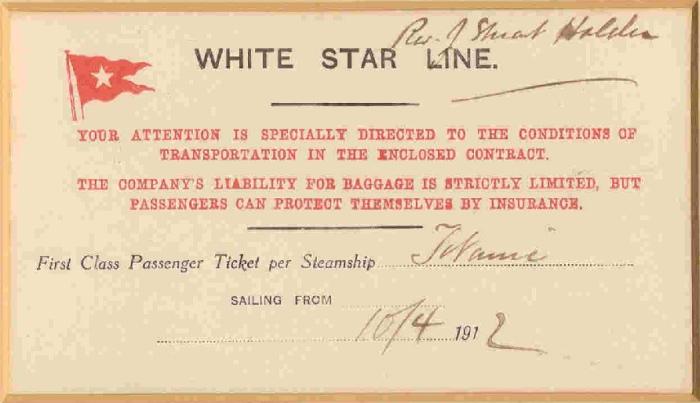 Rev. J Stuart Holden
WHITE STAR LINE.
YOUR ATTENTION IS SPECIALLY DIRECTED TO THE CONDITIONS OF
TRANSPORTATION IN THE ENCLOSED CONTRACT.
THE COMPANY'S LIABILITY FOR BAGGAGE IS STRICTLY LIMITED, BUT
PASSENGERS CAN PROTECT THEMSELVES BY INSURANCE.
First Class Passenger Ticket per Steamship Titanic
SAILING FROM
10/4 1912